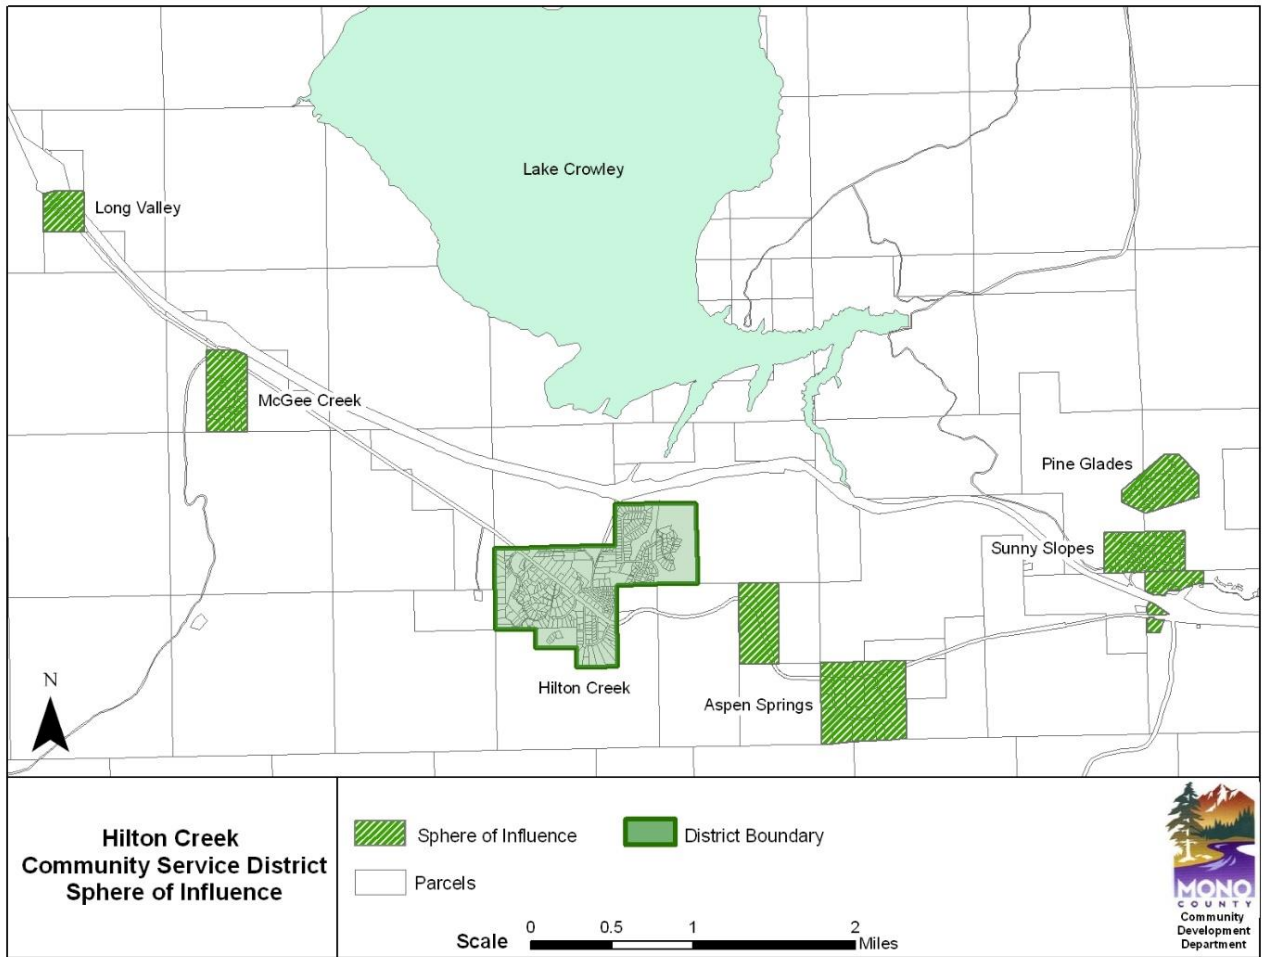 Lake Crowley
Long Valley
McGee Creek
Pine Glades
Sunny Slopes
Hilton Creek
Aspen Springs
N
Hilton Creek
Community Service District
Sphere of Influence
Sphere of Influence
District Boundary
Parcels
Scale
0 0.5 1 2
Miles
MONO
COUNTY
Community
Development
Department